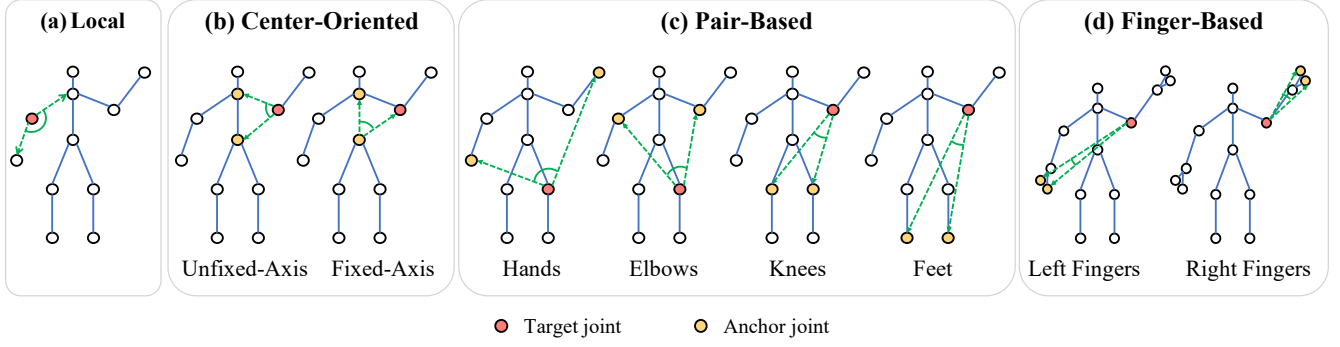 (a) Local
(b) Center-Oriented
(c) Pair-Based
(d) Finger-Based
Unfixed-Axis
Fixed-Axis
Hands
Elbows
Knees
Feet
Left Fingers
Right Fingers
Target joint
Anchor joint